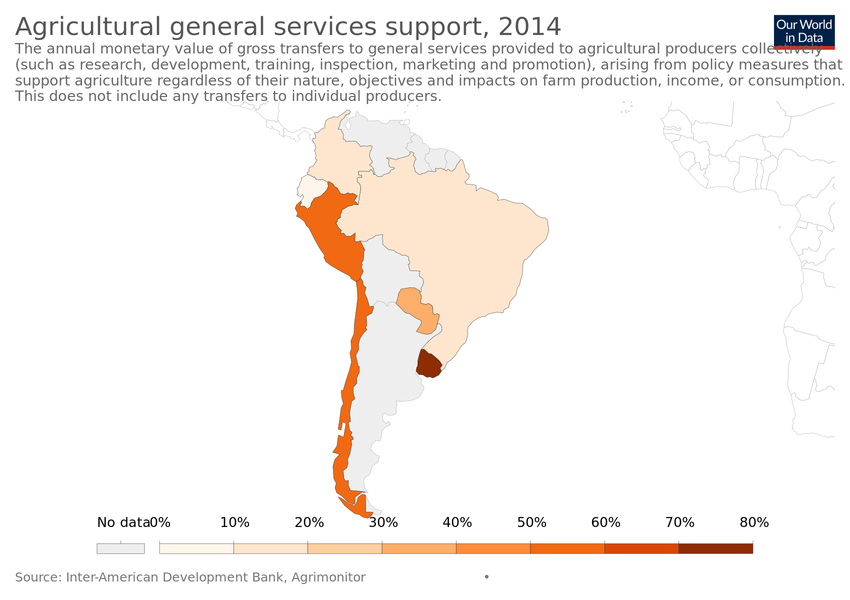 Agricultural general services support, 2014
Our World
in Data
The annual monetary value of gross transfers to general services provided to agricultural producers collectively
(such as research, development, training, inspection, marketing and promotion), arising from policy measures that
support agriculture regardless of their nature, objectives and impacts on farm production, income, or consumption.
This does not include any transfers to individual producers.
No data 0% 10% 20% 30% 40% 50% 60% 70% 80%
Source: Inter-American Development Bank, Agrimonitor